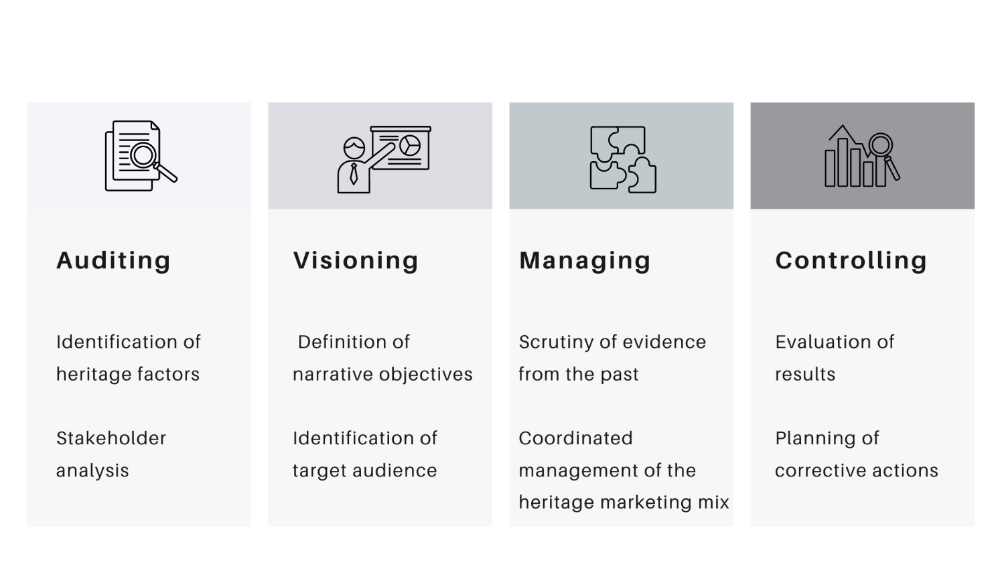 Auditing
Identification of
heritage factors
Stakeholder
analysis
Visioning
Definition of
narrative objectives
Identification of
target audience
Managing
Scrutiny of evidence
from the past
Coordinated
management of the
heritage marketing mix
Controlling
Evaluation of
results
Planning of
corrective actions